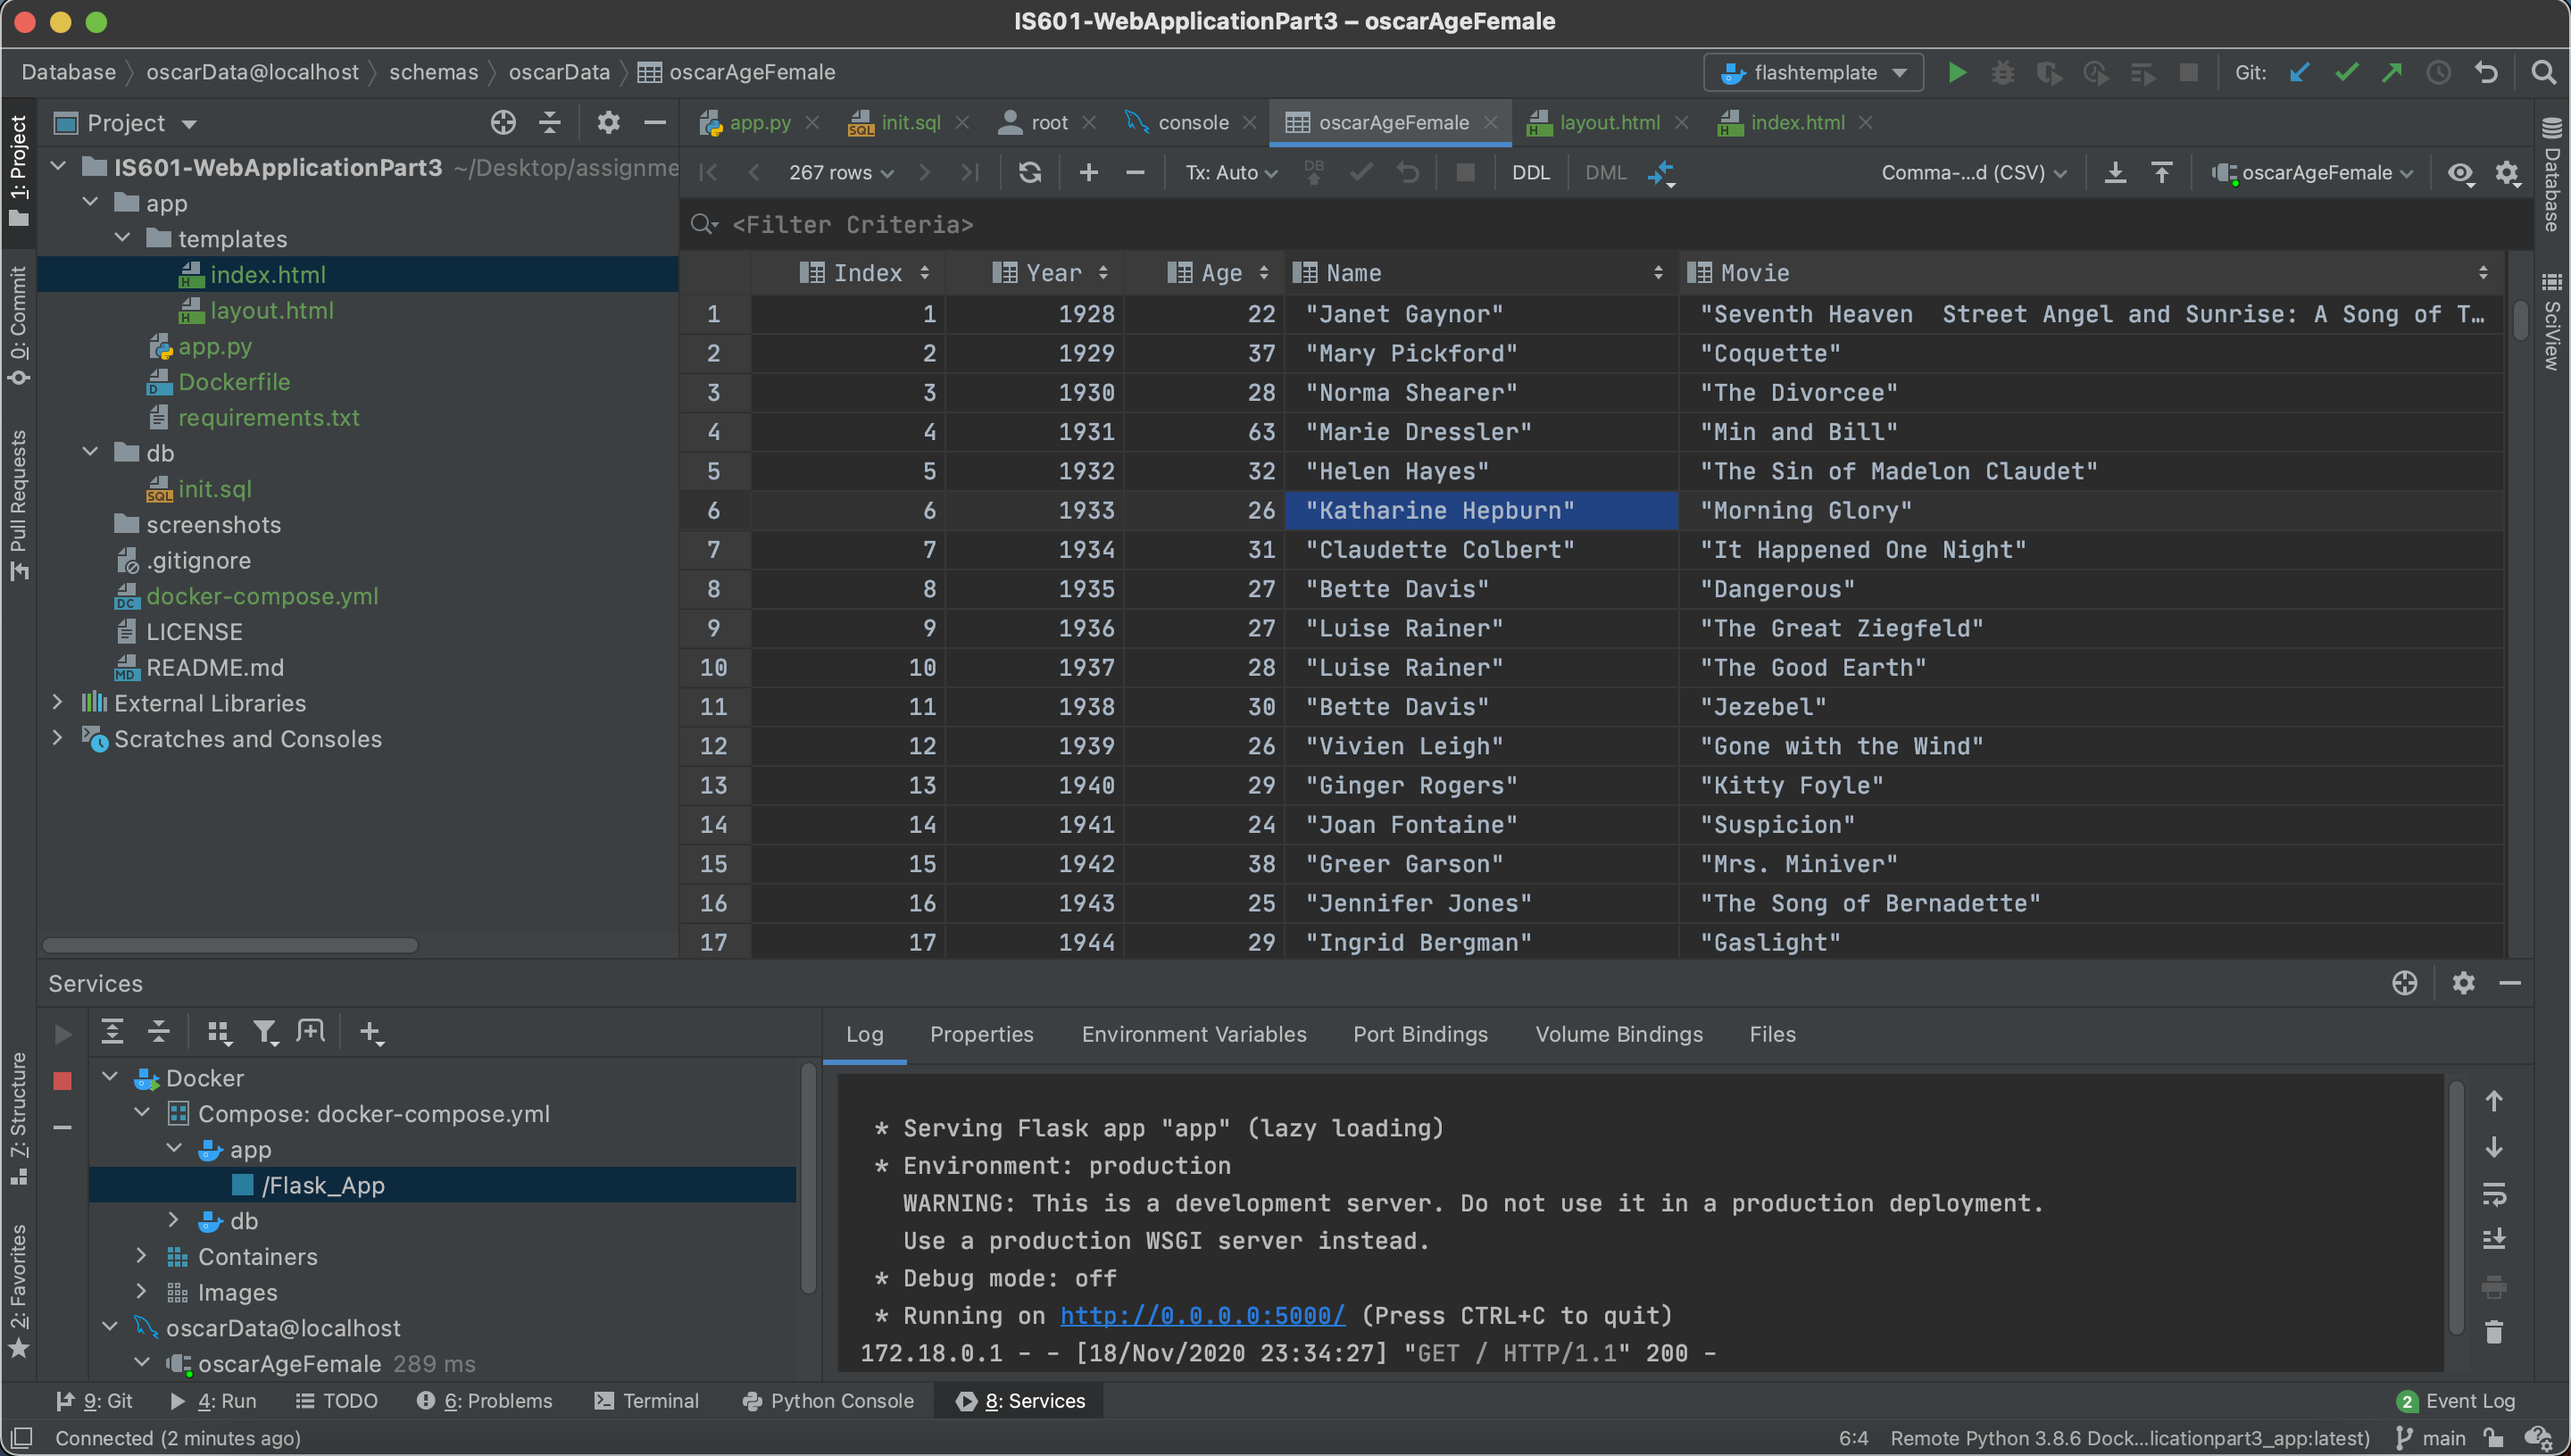 IS601-WebApplicationPart3 – oscarAgeFemale
Database oscarData@localhost schemas oscarData oscarAgeFemale
flashtemplate Git:
1: Project
0: Commit
Pull Requests
7: Structure
2: Favorites
Project
IS601-WebApplicationPart3 ~/Desktop/assignme
app
templates
index.html
layout.html
app.py
Dockerfile
requirements.txt
db
init.sql
screenshots
.gitignore
docker-compose.yml
LICENSE
README.md
External Libraries
Scratches and Consoles
app.py init.sql root console oscarAgeFemale layout.html index.html
267 rows Tx: Auto DB DDL DML Comma-...d (CSV) oscarAgeFemale
<Filter Criteria>
Index Year Age Name Movie
1 1 1928 22 "Janet Gaynor" "Seventh Heaven  Street Angel and Sunrise: A Song of T…
2 2 1929 37 "Mary Pickford" "Coquette"
3 3 1930 28 "Norma Shearer" "The Divorcee"
4 4 1931 63 "Marie Dressler" "Min and Bill"
5 5 1932 32 "Helen Hayes" "The Sin of Madelon Claudet"
6 6 1933 26 "Katharine Hepburn" "Morning Glory"
7 7 1934 31 "Claudette Colbert" "It Happened One Night"
8 8 1935 27 "Bette Davis" "Dangerous"
9 9 1936 27 "Luise Rainer" "The Great Ziegfeld"
10 10 1937 28 "Luise Rainer" "The Good Earth"
11 11 1938 30 "Bette Davis" "Jezebel"
12 12 1939 26 "Vivien Leigh" "Gone with the Wind"
13 13 1940 29 "Ginger Rogers" "Kitty Foyle"
14 14 1941 24 "Joan Fontaine" "Suspicion"
15 15 1942 38 "Greer Garson" "Mrs. Miniver"
16 16 1943 25 "Jennifer Jones" "The Song of Bernadette"
17 17 1944 29 "Ingrid Bergman" "Gaslight"
Database
SciView
Services
Docker
Compose: docker-compose.yml
app
/Flask_App
db
Containers
Images
oscarData@localhost
oscarAgeFemale 289 ms
Log Properties Environment Variables Port Bindings Volume Bindings Files
* Serving Flask app "app" (lazy loading)
* Environment: production
WARNING: This is a development server. Do not use it in a production deployment.
Use a production WSGI server instead.
* Debug mode: off
* Running on http://0.0.0.0:5000/ (Press CTRL+C to quit)
172.18.0.1 - - [18/Nov/2020 23:34:27] "GET / HTTP/1.1" 200 -
9: Git 4: Run TODO 6: Problems Terminal Python Console 8: Services 2 Event Log
Connected (2 minutes ago) 6:4 Remote Python 3.8.6 Dock...licationpart3_app:latest) main